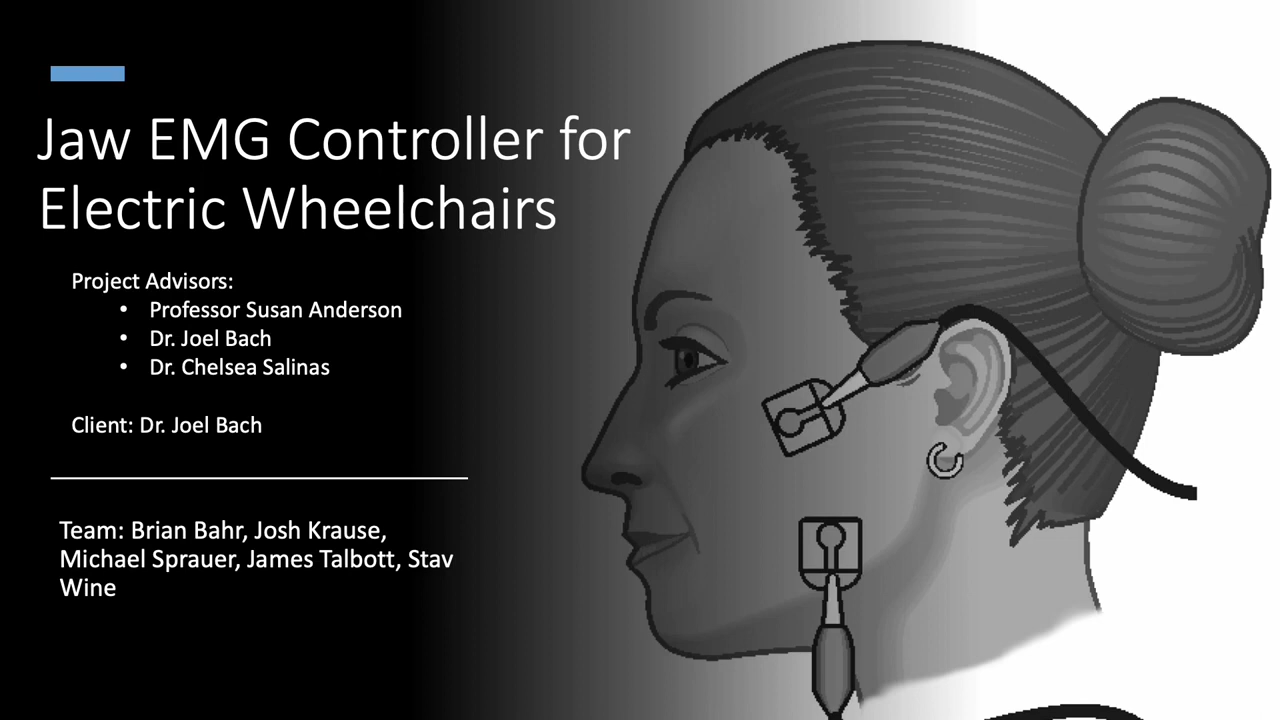 Jaw EMG Controller for
Electric Wheelchairs
Project Advisors:
• Professor Susan Anderson
• Dr. Joel Bach
• Dr. Chelsea Salinas
Client: Dr. Joel Bach
Team: Brian Bahr, Josh Krause,
Michael Sprauer, James Talbott, Stav
Wine